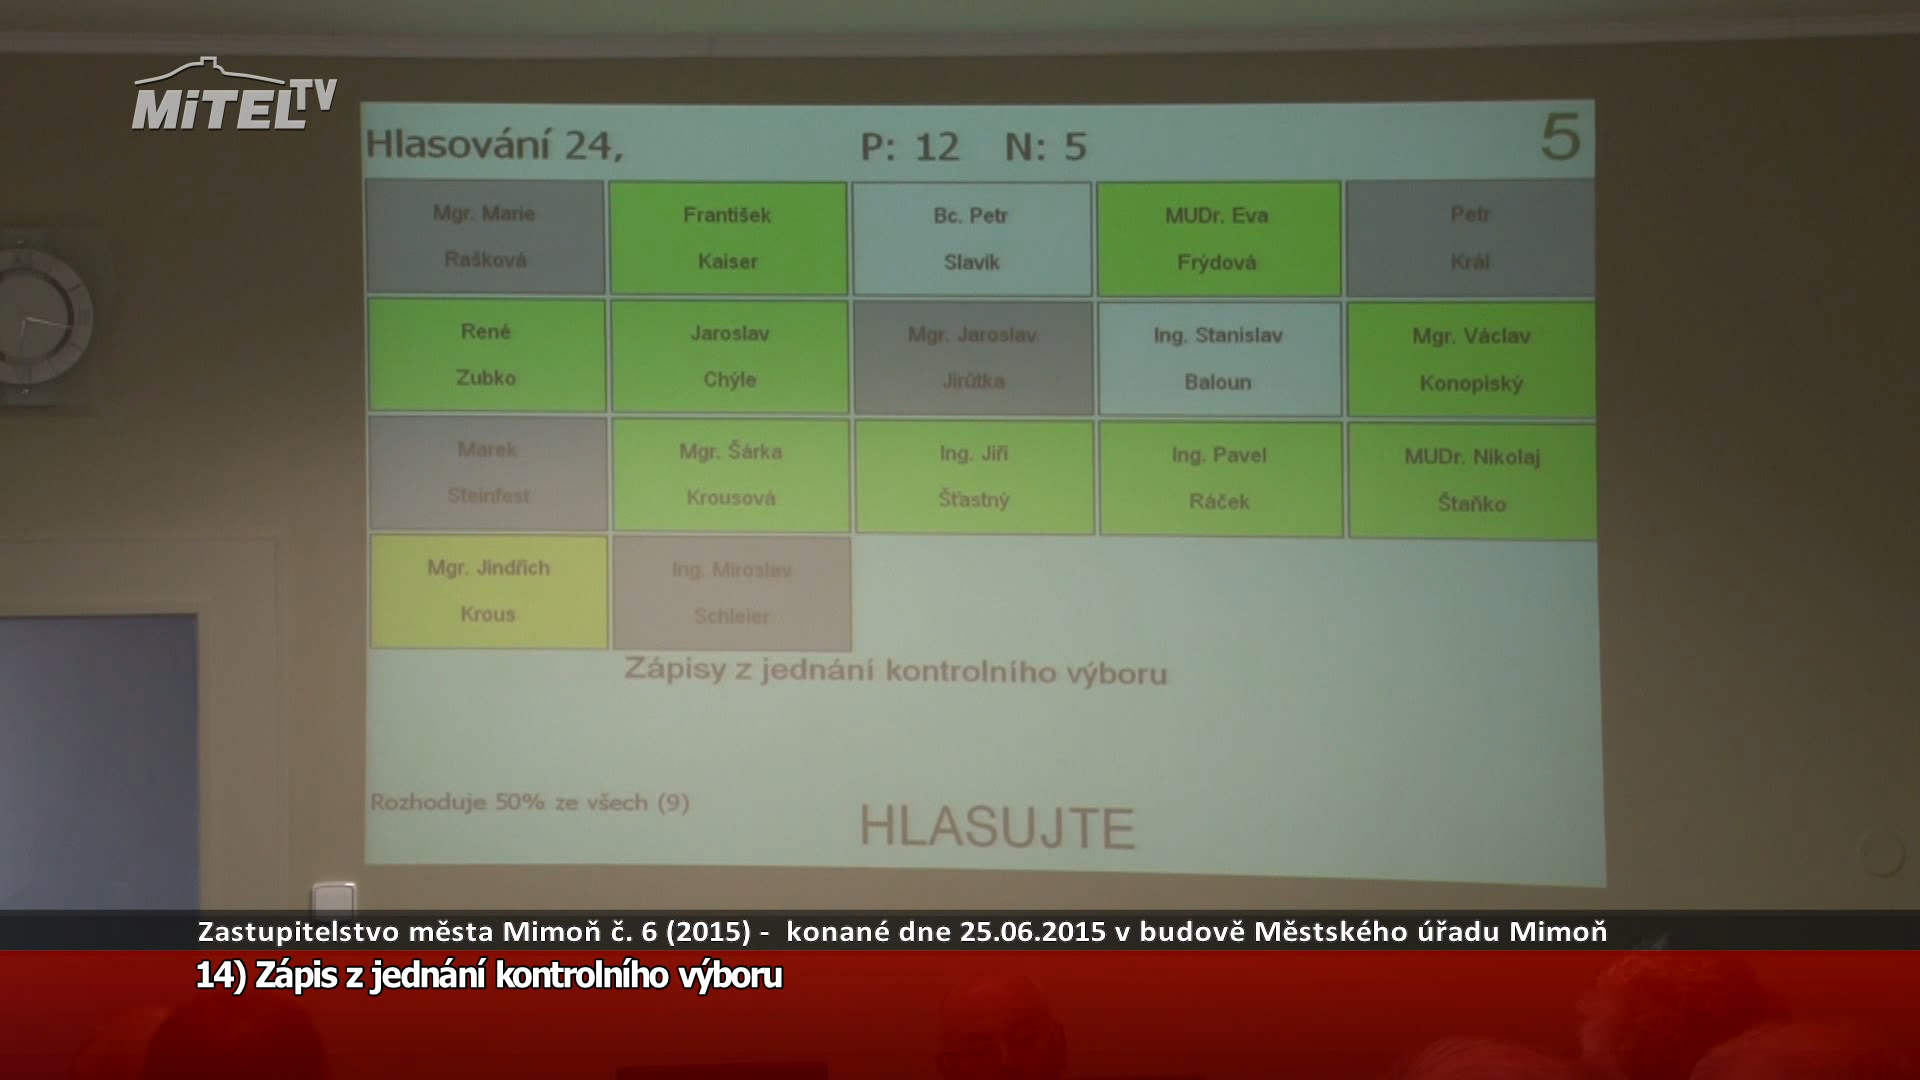 MiTEL TV
Hlasování 24, P: 12 N: 5 5
Mgr. Marie Rašková
František Kaiser
Bc. Petr Slavík
MUDr. Eva Frýdová
Petr Král
René Zubko
Jaroslav Chýle
Mgr. Jaroslav Jirůtka
Ing. Stanislav Baloun
Mgr. Václav Konopiský
Marek Steinfest
Mgr. Šárka Krousová
Ing. Jiří Šťastný
Ing. Pavel Ráček
MUDr. Nikolaj Štaňko
Mgr. Jindřich Krous
Ing. Miroslav Schleier
Zápisy z jednání kontrolního výboru
Rozhoduje 50% ze všech (9)
HLASUJTE
Zastupitelstvo města Mimoň č. 6 (2015) - konané dne 25.06.2015 v budově Městského úřadu Mimoň
14) Zápis z jednání kontrolního výboru